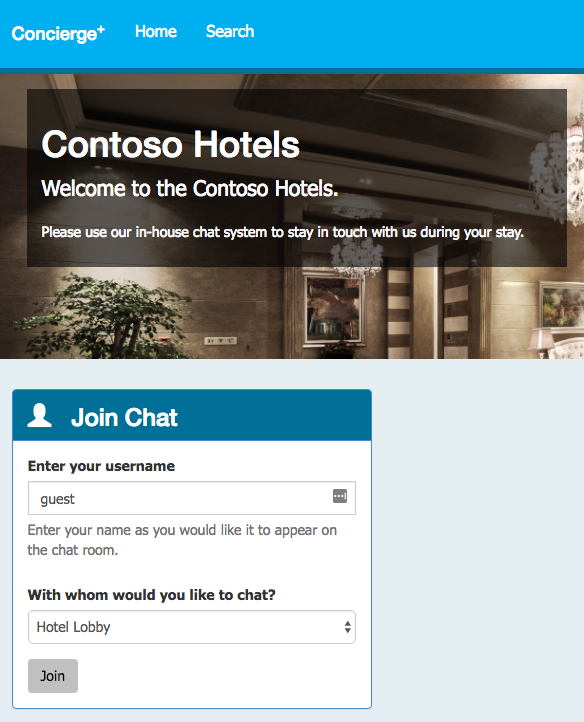 Concierge+ Home Search
Contoso Hotels
Welcome to the Contoso Hotels.
Please use our in-house chat system to stay in touch with us during your stay.
Join Chat
Enter your username
guest
Enter your name as you would like it to appear on
the chat room.
With whom would you like to chat?
Hotel Lobby
Join